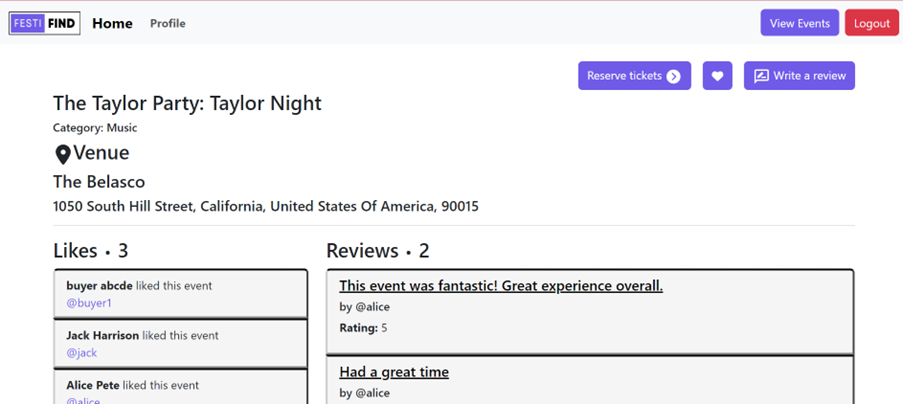 FESTI FIND Home Profile View Events Logout
Reserve tickets Write a review
The Taylor Party: Taylor Night
Category: Music
Venue
The Belasco
1050 South Hill Street, California, United States Of America, 90015
Likes • 3
buyer abcde liked this event
@buyer1
Jack Harrison liked this event
@jack
Alice Pete liked this event
@alice
Reviews • 2
This event was fantastic! Great experience overall.
by @alice
Rating: 5
Had a great time
by @alice